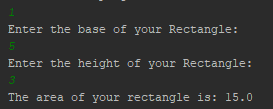 1
Enter the base of your Rectangle:
5
Enter the height of your Rectangle:
3
The area of your rectangle is: 15.0